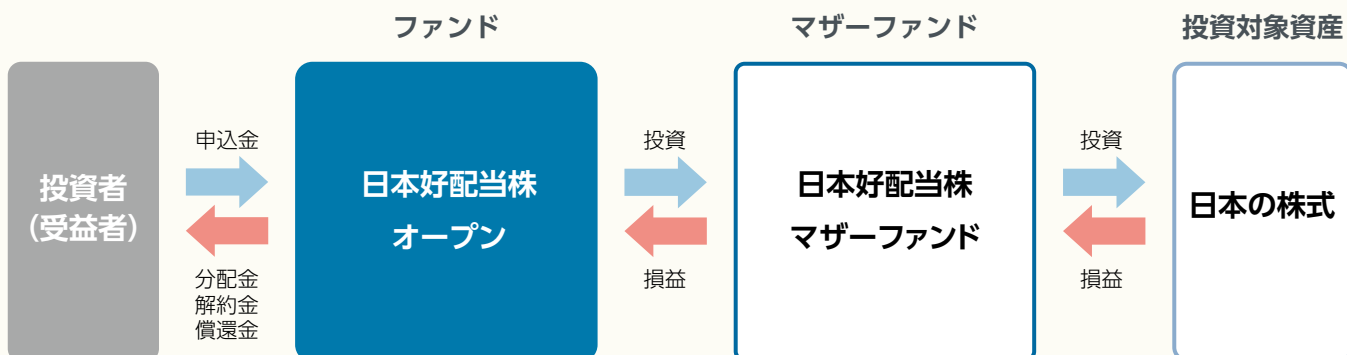 ファンド
マザーファンド
投資対象資産
投資者
(受益者)
申込金
分配金
解約金
償還金
日本好配当株
オープン
投資
損益
日本好配当株
マザーファンド
投資
損益
日本の株式